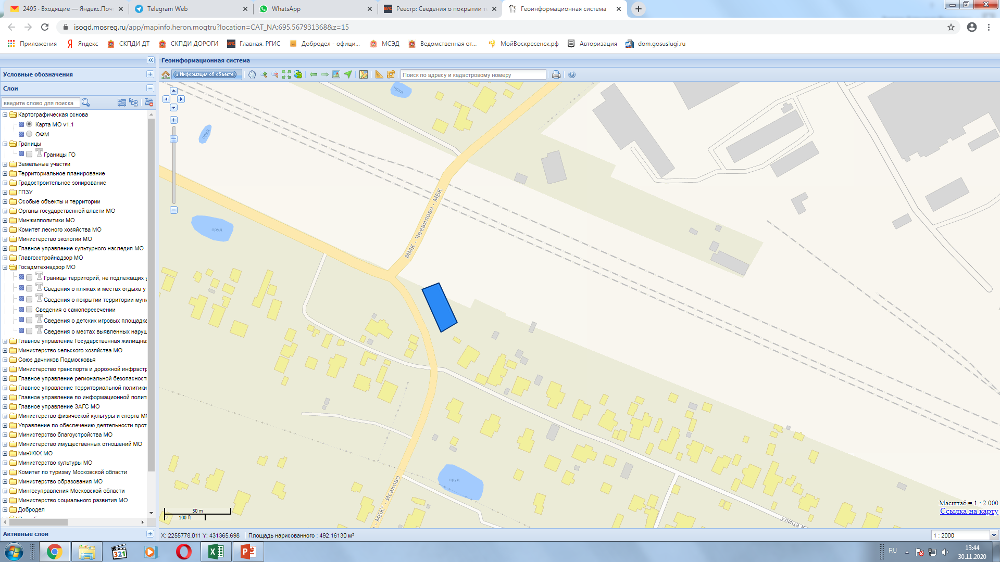 2495 · Входящие — Яндекс.Поч
Telegram Web
WhatsApp
Реестр: Сведения о покрытии т
Геоинформационная система
isogd.mosreg.ru/app/mapinfo.heron.mogtru?location=CAT_NA:695,567931368&z=15
Приложения
Яндекс
СКПДИ ДТ
СКПДИ ДОРОГИ
ВИС
Главная. РГИС
Добродел - офици...
МСЭД
Ведомственная от...
МойВоскресенск.рф
Авторизация
dom.gosuslugi.ru
Геоинформационная система
Условные обозначения
Информация об объекте
Поиск по адресу и кадастровому номеру
Слои
введите слово для поиска
Картографическая основа
Карта МО v1.1
ОФМ
Границы
Границы ГО
Земельные участки
Территориальное планирование
Градостроительное зонирование
ГПЗУ
Особые объекты и территории
Органы государственной власти МО
Минжилполитики МО
Комитет лесного хозяйства МО
Министерство экологии МО
Главное управление культурного наследия МО
Главгосстройнадзор МО
Госадмтехнадзор МО
Границы территорий, не подлежащих у
Сведения о пляжах и местах отдыха у
Сведения о покрытии территории муни
Сведения о самопересечении
Сведения о детских игровых площадка
Сведения о местах выявленных наруш
Главное управление Государственная жилищна
Министерство сельского хозяйства МО
Союз дачников Подмосковья
Министерство транспорта и дорожной инфрастр
Главное управление региональной безопасност
Главное управление территориальной политики
Главное управление по информационной полит
Главное управление ЗАГС МО
Министерство физической культуры и спорта МО
Управление по обеспечению деятельности прот
Министерство благоустройства МО
Министерство имущественных отношений МО
МинЖКХ МО
Министерство культуры МО
Комитет по туризму Московской области
Министерство образования МО
Мингосуправления Московской области
Министерство социального развития МО
Добродел
Активные слои
пруд
пруд
пруд
ММК - Чеевилово - МБК
пруд
- МБК" - Исаково
улица К
50 m
100 ft
Масштаб = 1 : 2 000
Ссылка на карту
X: 2255778.011 Y: 431365.698
Площадь нарисованного : 492.16130 м²
1 : 2000
321
RU
13:44
30.11.2020